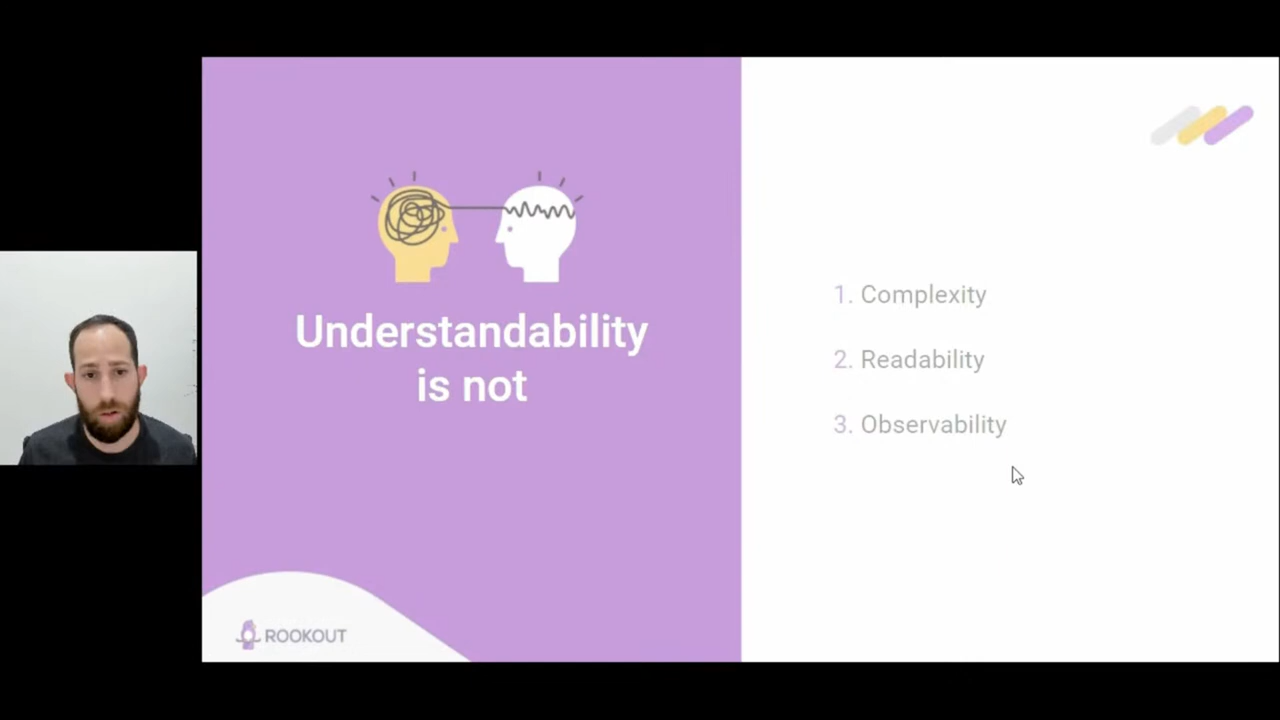 Understandability
is not
1. Complexity
2. Readability
3. Observability
ROOKOUT